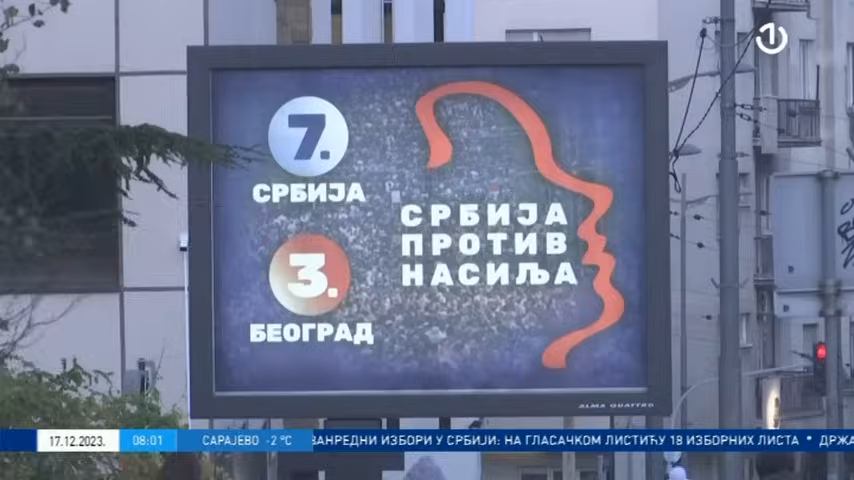 7.
СРБИЈА
3.
БЕОГРАД
СРБИЈА
ПРОТИВ
НАСИЉА
ALMA QUATTRO
17.12.2023. 08:01 САРАЈЕВО -2 °C ВАНРЕДНИ ИЗБОРИ У СРБИЈИ: НА ГЛАСАЧКОМ ЛИСТИЋУ 18 ИЗБОРНИХ ЛИСТА * ДРЖА